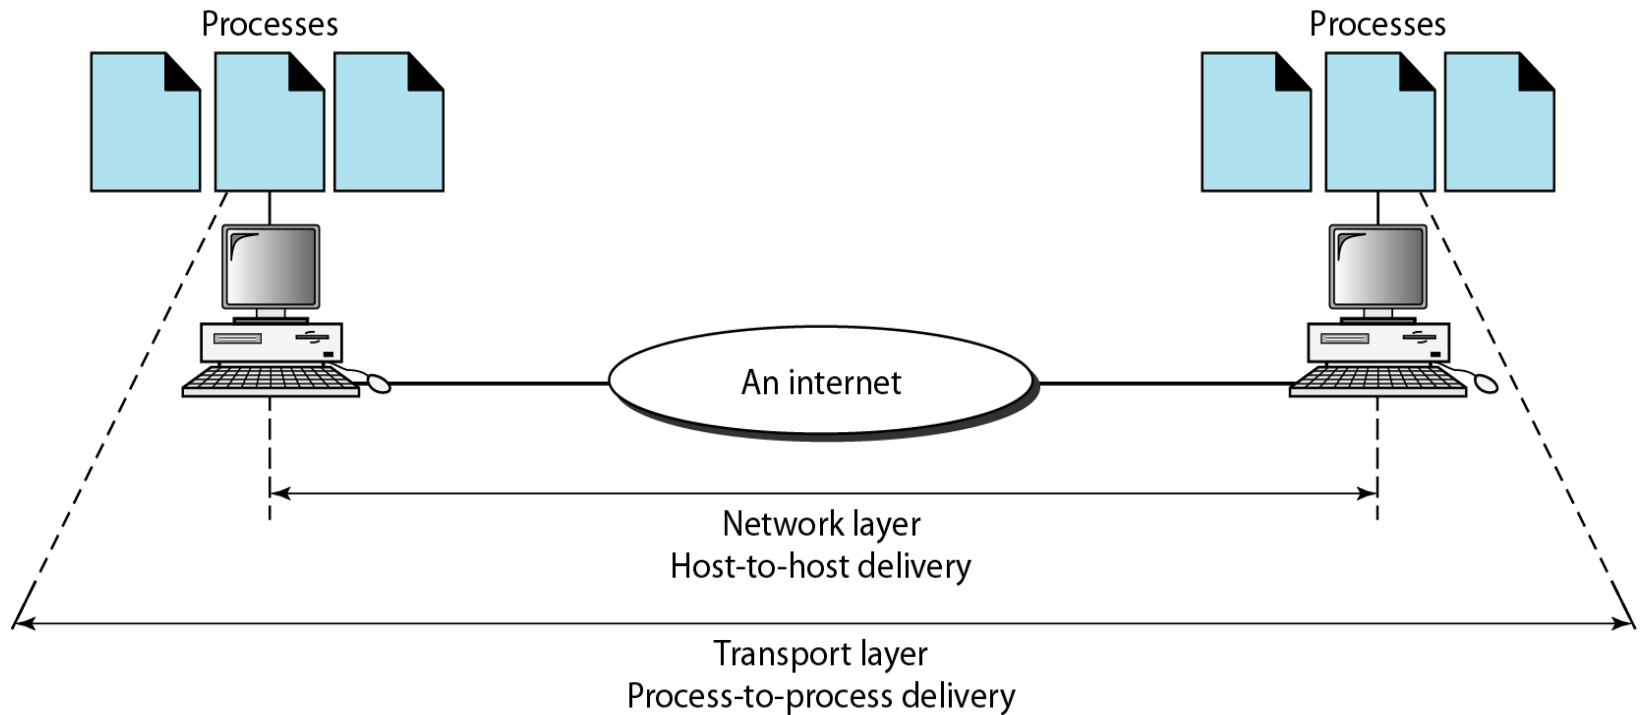 Processes
Processes
An internet
Network layer
Host-to-host delivery
Transport layer
Process-to-process delivery